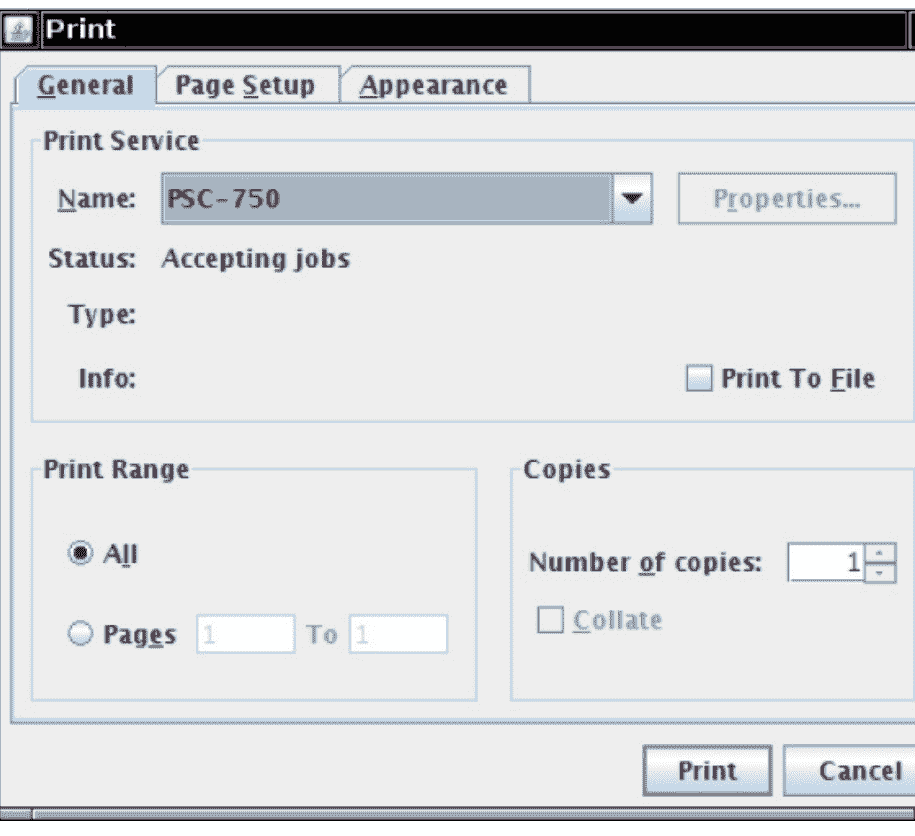 Print
General Page Setup Appearance
Print Service
Name: PSC-750 Properties...
Status: Accepting jobs
Type:
Info: Print To File
Print Range Copies
All
Number of copies: 1
Pages 1 To 1
Collate
Print Cancel